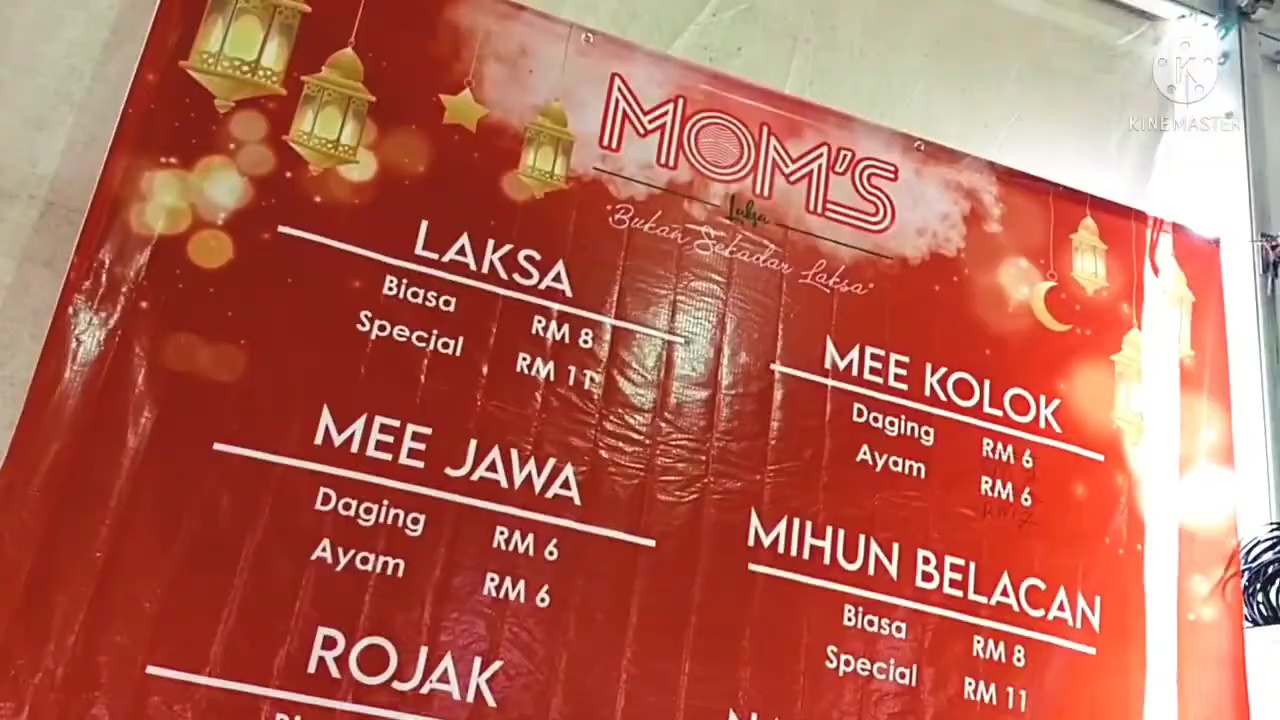 KINEMASTER
MOM'S
Laksa
"Bukan Sekadar Laksa"
LAKSA
Biasa RM 8
Special RM 11
MEE JAWA
Daging RM 6
Ayam RM 6
ROJAK
MEE KOLOK
Daging RM 6
Ayam RM 6
MIHUN BELACAN
Biasa RM 8
Special RM 11